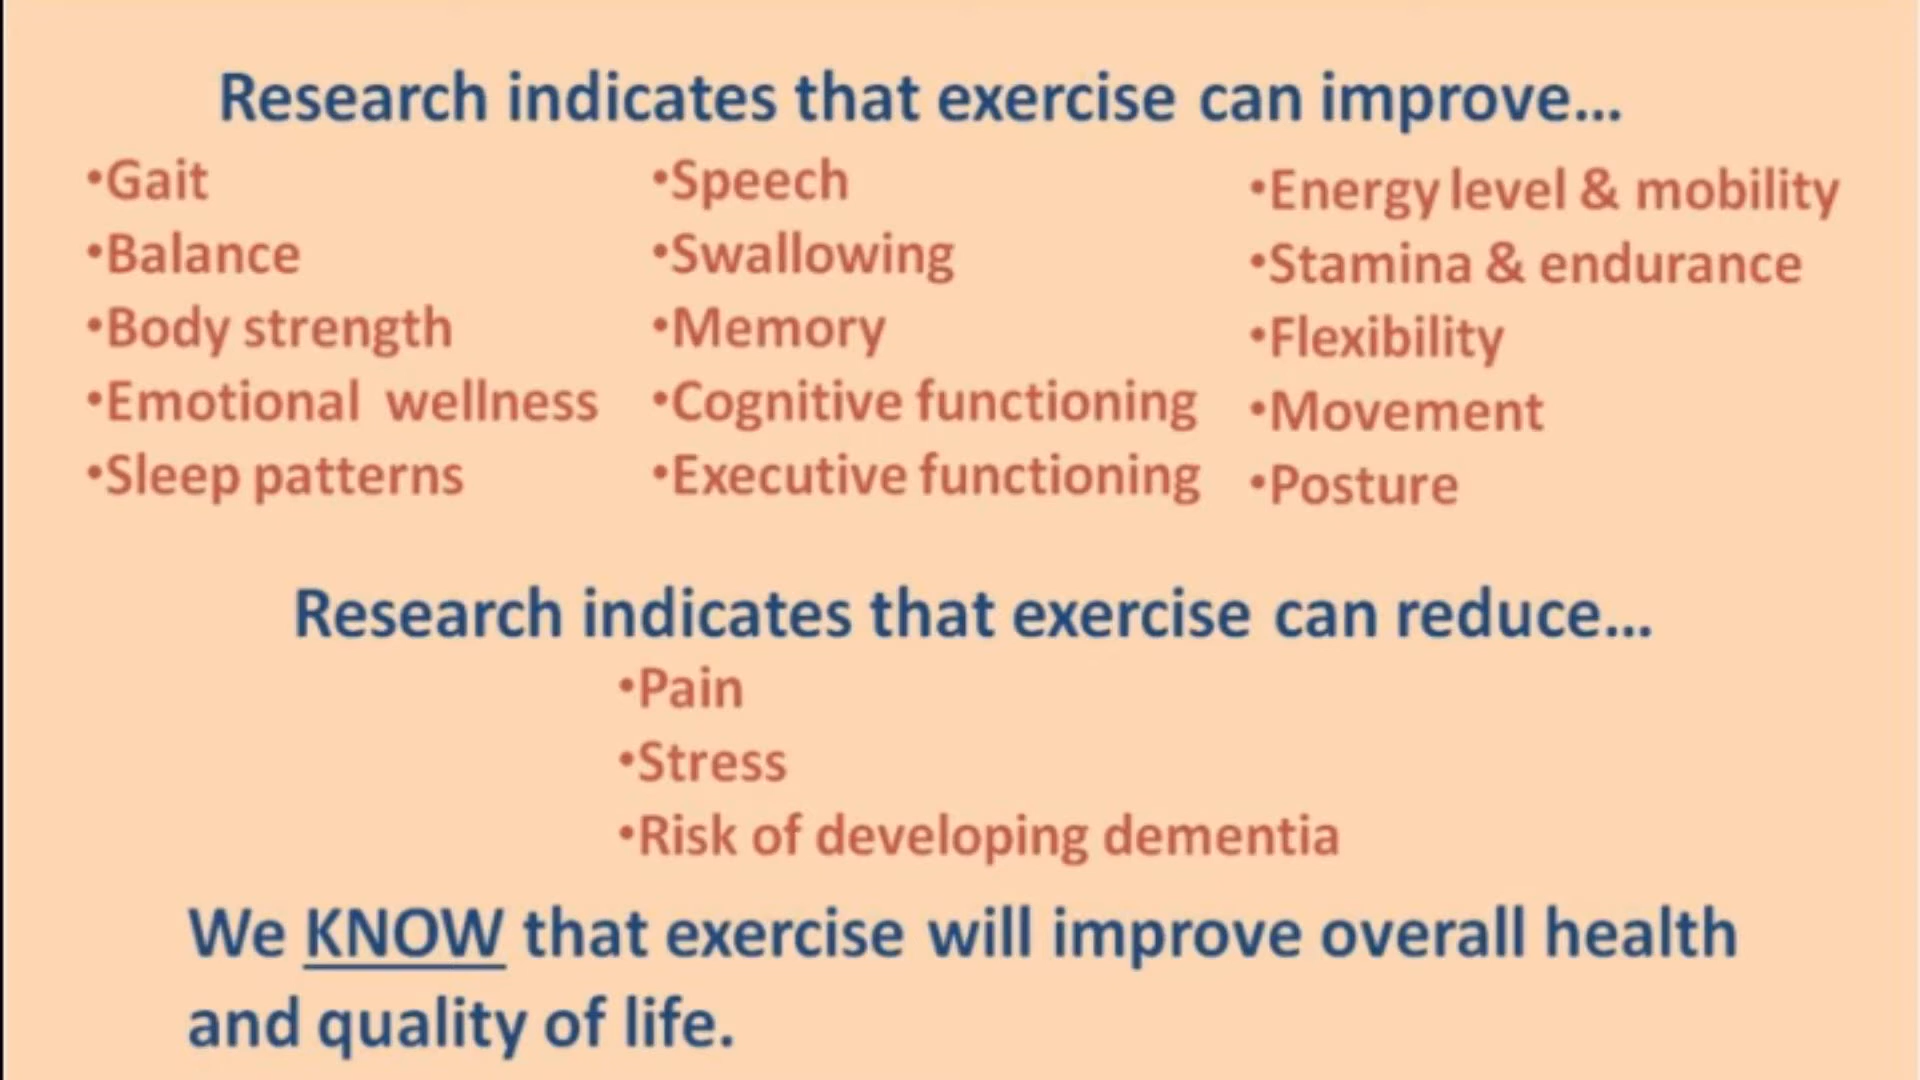 Research indicates that exercise can improve...
•Gait
•Balance
•Body strength
•Emotional wellness
•Sleep patterns
•Speech
•Swallowing
•Memory
•Cognitive functioning
•Executive functioning
•Energy level & mobility
•Stamina & endurance
•Flexibility
•Movement
•Posture
Research indicates that exercise can reduce...
•Pain
•Stress
•Risk of developing dementia
We KNOW that exercise will improve overall health
and quality of life.